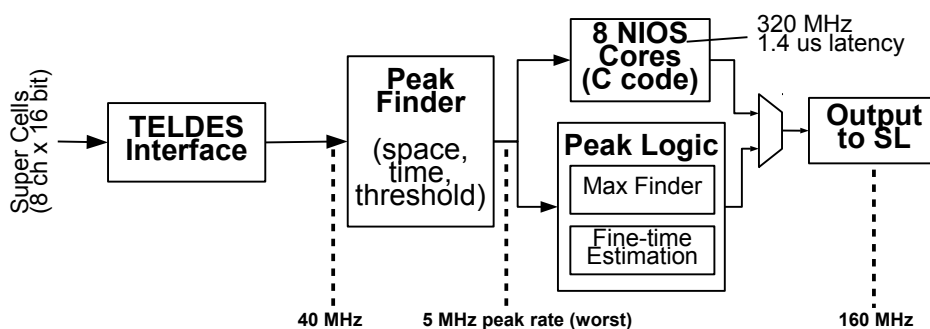 Super Cells
(8 ch x 16 bit)
TELDES
Interface
Peak
Finder
(space,
time,
threshold)
8 NIOS
Cores
(C code)
320 MHz
1.4 us latency
Peak Logic
Max Finder
Fine-time
Estimation
Output
to SL
40 MHz
5 MHz peak rate (worst)
160 MHz